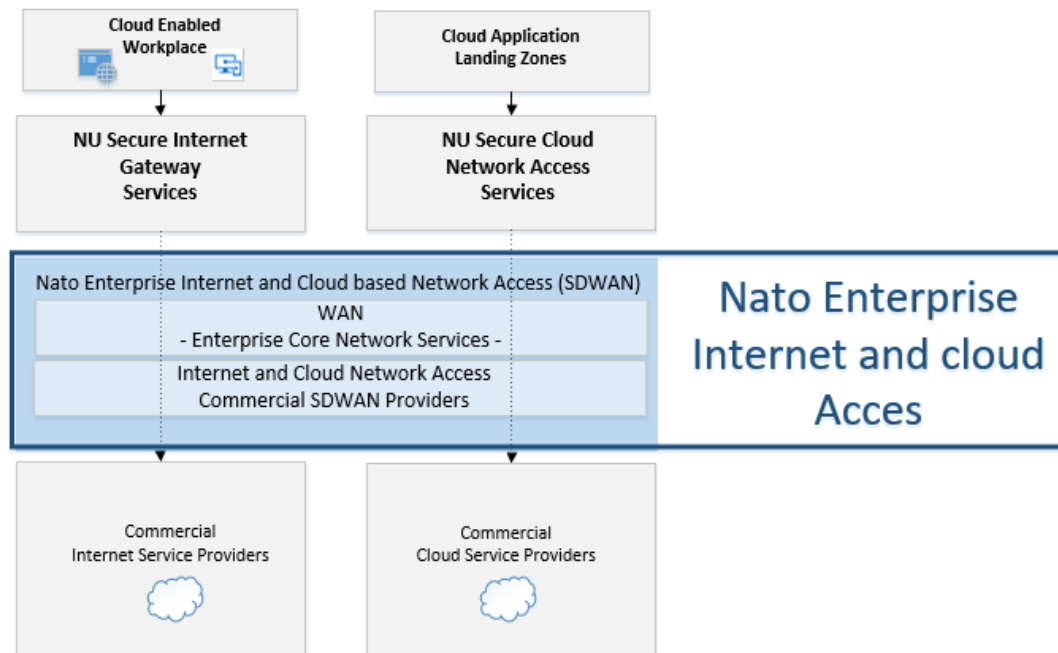 Cloud Enabled
Workplace
Cloud Application
Landing Zones
NU Secure Internet
Gateway
Services
NU Secure Cloud
Network Access
Services
Nato Enterprise Internet and Cloud based Network Access (SDWAN)
WAN
- Enterprise Core Network Services -
Internet and Cloud Network Access
Commercial SDWAN Providers
Nato Enterprise
Internet and cloud
Acces
Commercial
Internet Service Providers
Commercial
Cloud Service Providers